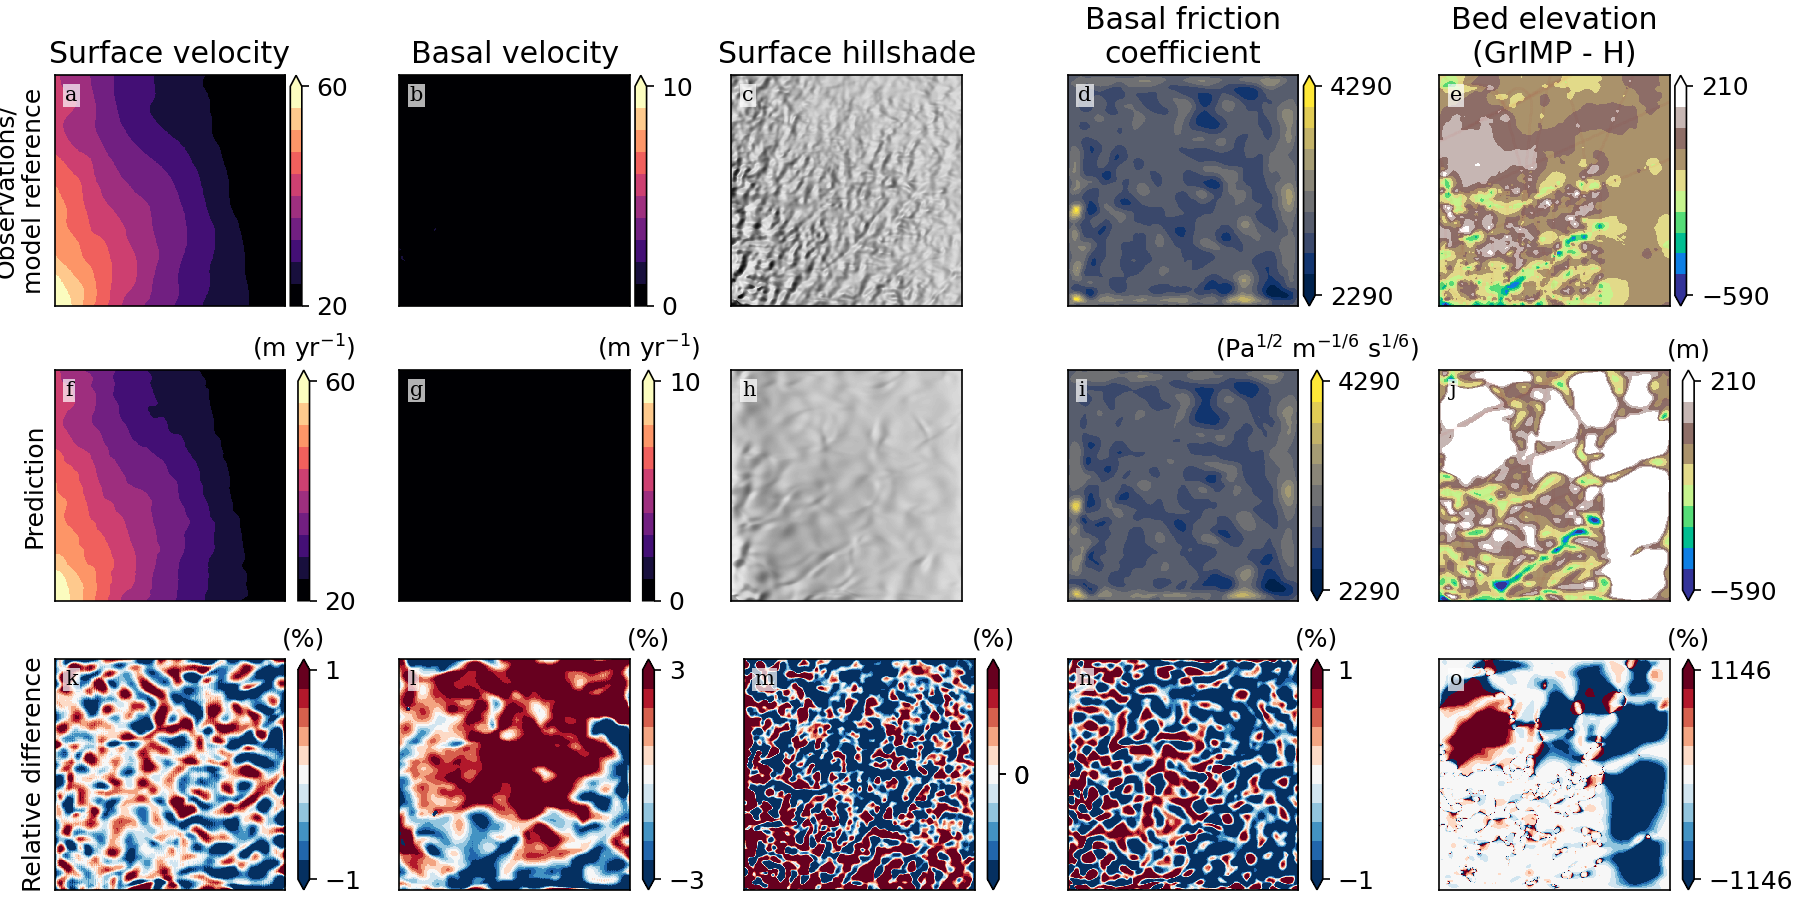 Surface velocity
Basal velocity
Surface hillshade
Basal friction
coefficient
Bed elevation
(GrIMP - H)
Observations/
model reference
a
60
20
b
10
0
c
d
4290
2290
e
210
−590
(m yr−1)
(m yr−1)
(Pa1/2 m−1/6 s1/6)
(m)
Prediction
f
60
20
g
10
0
h
i
4290
2290
j
210
−590
(%)
(%)
(%)
(%)
(%)
Relative difference
k
1
−1
l
3
−3
m
0
n
1
−1
o
1146
−1146